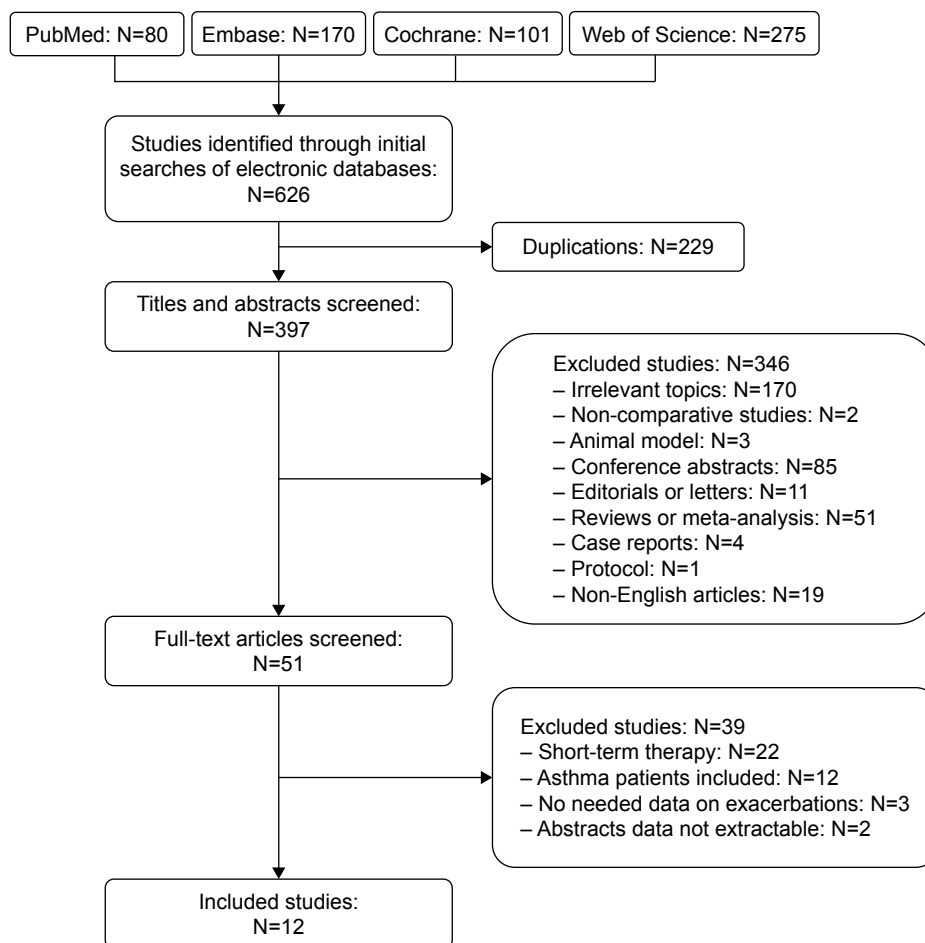 PubMed: N=80
Embase: N=170
Cochrane: N=101
Web of Science: N=275
Studies identified through initial
searches of electronic databases:
N=626
Duplications: N=229
Titles and abstracts screened:
N=397
Excluded studies: N=346
– Irrelevant topics: N=170
– Non-comparative studies: N=2
– Animal model: N=3
– Conference abstracts: N=85
– Editorials or letters: N=11
– Reviews or meta-analysis: N=51
– Case reports: N=4
– Protocol: N=1
– Non-English articles: N=19
Full-text articles screened:
N=51
Excluded studies: N=39
– Short-term therapy: N=22
– Asthma patients included: N=12
– No needed data on exacerbations: N=3
– Abstracts data not extractable: N=2
Included studies:
N=12